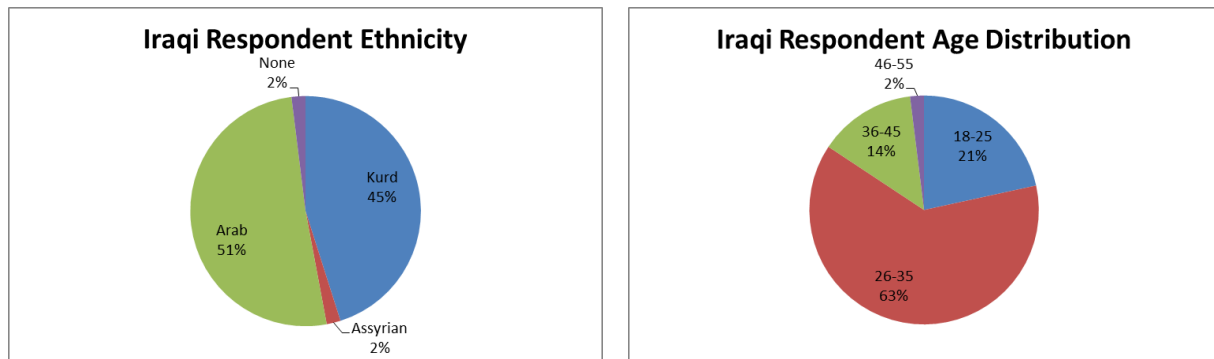 Iraqi Respondent Ethnicity
None
2%
Kurd
45%
Arab
51%
Assyrian
2%
Iraqi Respondent Age Distribution
46-55
2%
36-45
14%
18-25
21%
26-35
63%